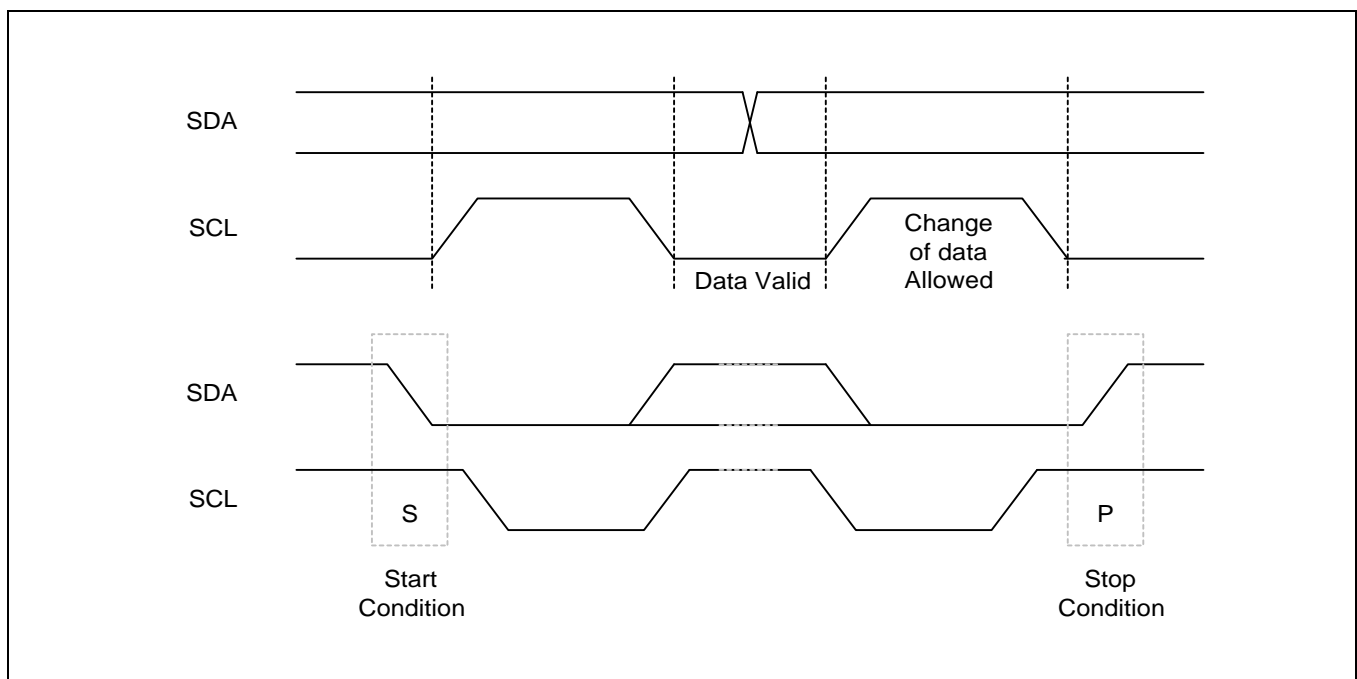 SDA
SCL
Change
of data
Allowed
Data Valid
SDA
SCL
S
P
Start
Condition
Stop
Condition